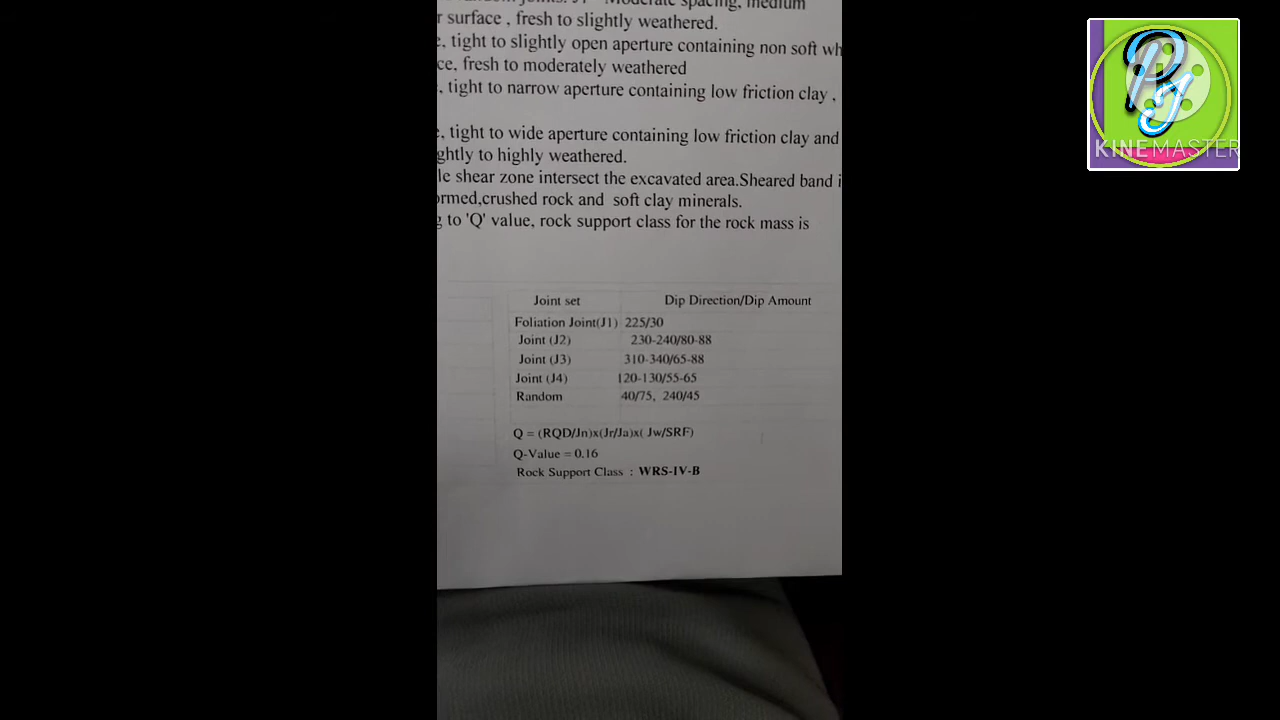 Moderate spacing, medium
r surface , fresh to slightly weathered.
e, tight to slightly open aperture containing non soft wh
ce, fresh to moderately weathered
, tight to narrow aperture containing low friction clay ,
e, tight to wide aperture containing low friction clay and
ghtly to highly weathered.
le shear zone intersect the excavated area.Sheared band i
ormed,crushed rock and soft clay minerals.
g to 'Q' value, rock support class for the rock mass is
Joint set Dip Direction/Dip Amount
Foliation Joint(J1) 225/30
Joint (J2) 230-240/80-88
Joint (J3) 310-340/65-88
Joint (J4) 120-130/55-65
Random 40/75, 240/45
Q = (RQD/Jn)x(Jr/Ja)x( Jw/SRF)
Q-Value = 0.16
Rock Support Class : WRS-IV-B
KINEMASTER